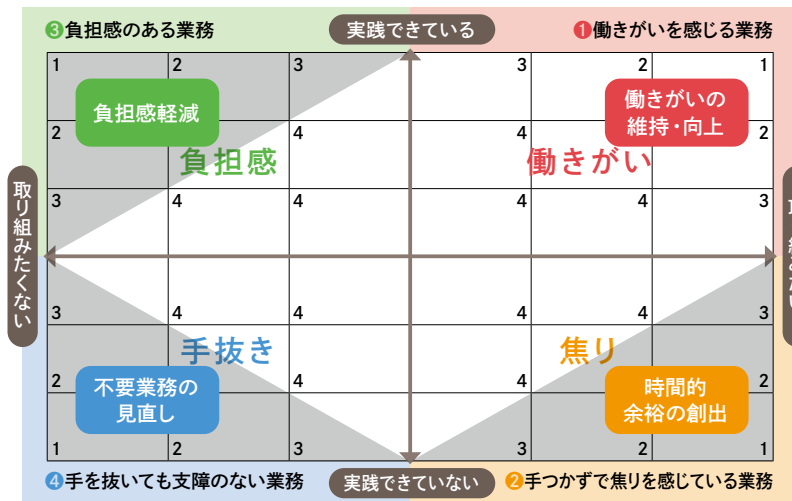 ❸負担感のある業務
実践できている
❶働きがいを感じる業務
1 2 3 3 2 1
負担感軽減
働きがいの
維持・向上
2 4 4 2
負担感
働きがい
取り組みたくない
3 4 4 4 4 3
3 4 4 4 4 3
手抜き
焦り
不要業務の
見直し
時間的
余裕の創出
2 4 4 2
1 2 3 3 2 1
❹手を抜いても支障のない業務
実践できていない
❷手つかずで焦りを感じている業務